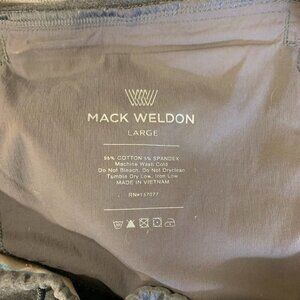 MACK WELDON
LARGE
95% COTTON 5% SPANDEX
Machine Wash Cold
Do Not Bleach, Do Not Dryclean
Tumble Dry Low, Iron Low
MADE IN VIETNAM
RN#137077